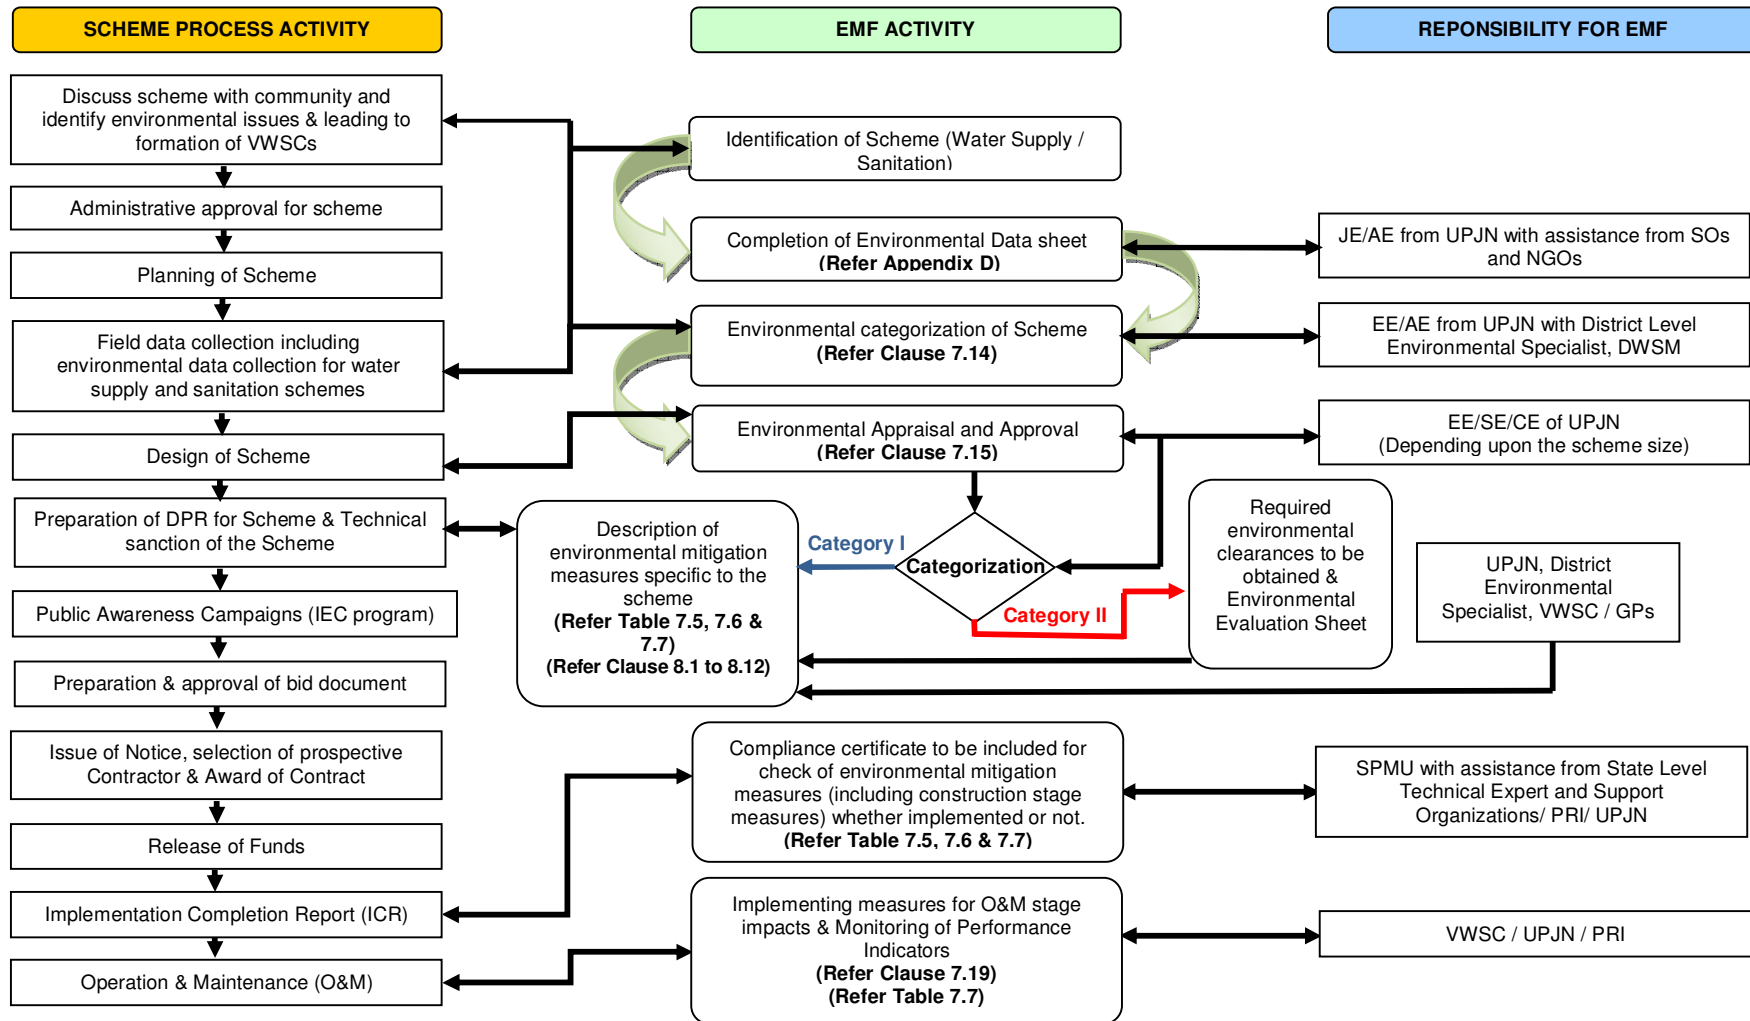 SCHEME PROCESS ACTIVITY
Discuss scheme with community and
identify environmental issues & leading to
formation of VWSCs
Administrative approval for scheme
Planning of Scheme
Field data collection including
environmental data collection for water
supply and sanitation schemes
Design of Scheme
Preparation of DPR for Scheme & Technical
sanction of the Scheme
Public Awareness Campaigns (IEC program)
Preparation & approval of bid document
Issue of Notice, selection of prospective
Contractor & Award of Contract
Release of Funds
Implementation Completion Report (ICR)
Operation & Maintenance (O&M)
EMF ACTIVITY
Identification of Scheme (Water Supply /
Sanitation)
Completion of Environmental Data sheet
(Refer Appendix D)
Environmental categorization of Scheme
(Refer Clause 7.14)
Environmental Appraisal and Approval
(Refer Clause 7.15)
Categorization
Category I
Category II
Description of
environmental mitigation
measures specific to the
scheme
(Refer Table 7.5, 7.6 &
7.7)
(Refer Clause 8.1 to 8.12)
Required
environmental
clearances to be
obtained &
Environmental
Evaluation Sheet
Compliance certificate to be included for
check of environmental mitigation
measures (including construction stage
measures) whether implemented or not.
(Refer Table 7.5, 7.6 & 7.7)
Implementing measures for O&M stage
impacts & Monitoring of Performance
Indicators
(Refer Clause 7.19)
(Refer Table 7.7)
REPONSIBILITY FOR EMF
JE/AE from UPJN with assistance from SOs
and NGOs
EE/AE from UPJN with District Level
Environmental Specialist, DWSM
EE/SE/CE of UPJN
(Depending upon the scheme size)
UPJN, District
Environmental
Specialist, VWSC / GPs
SPMU with assistance from State Level
Technical Expert and Support
Organizations/ PRI/ UPJN
VWSC / UPJN / PRI